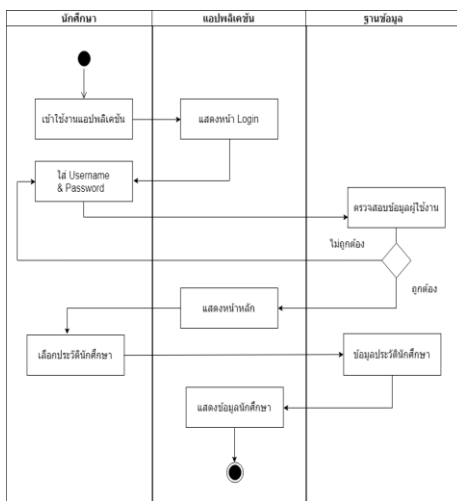 นักศึกษา
แอปพลิเคชัน
ฐานข้อมูล
เข้าใช้งานแอปพลิเคชัน
แสดงหน้า Login
ใส่ Username
& Password
ตรวจสอบข้อมูลผู้ใช้งาน
ไม่ถูกต้อง
ถูกต้อง
แสดงหน้าหลัก
เลือกประวัตินักศึกษา
ข้อมูลประวัตินักศึกษา
แสดงข้อมูลนักศึกษา